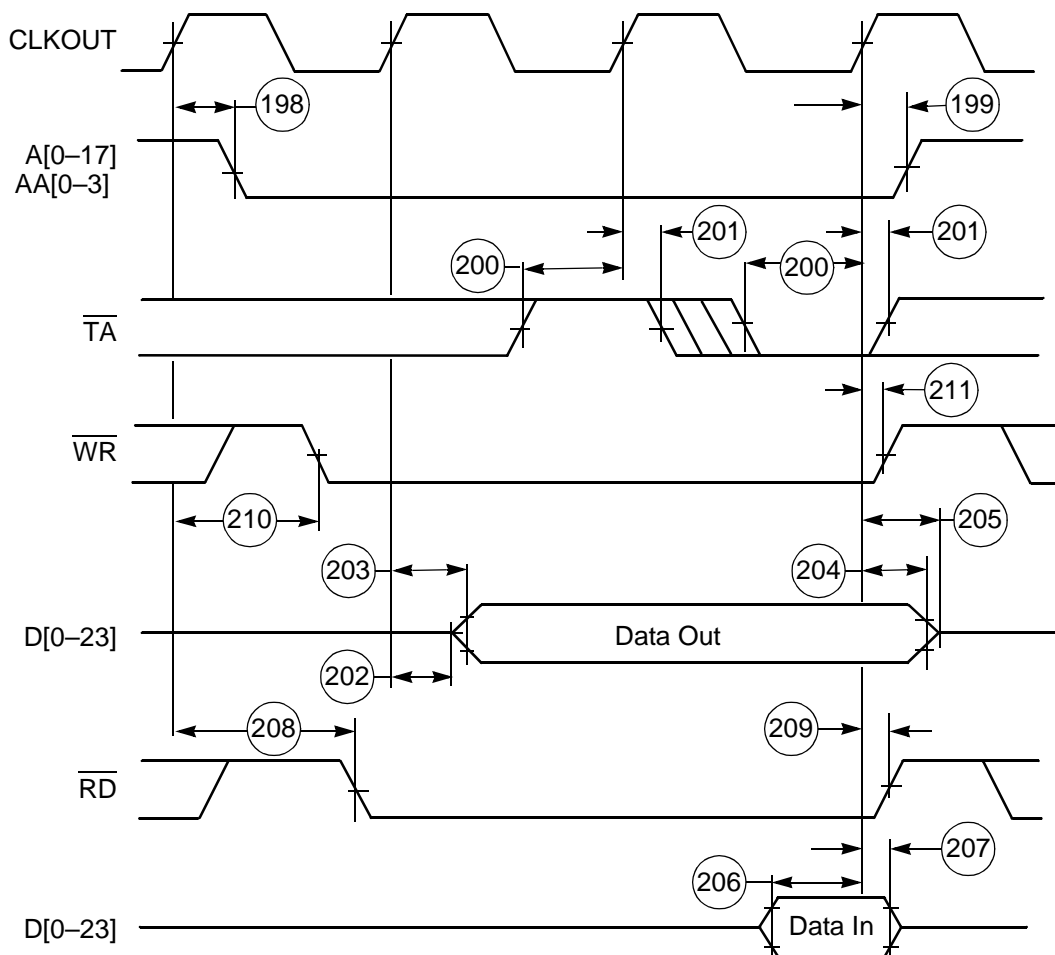 CLKOUT
198
199
A[0–17]
AA[0–3]
201
201
200
200
TA
211
WR
210
205
203
204
D[0–23]
Data Out
202
208
209
RD
207
206
D[0–23]
Data In